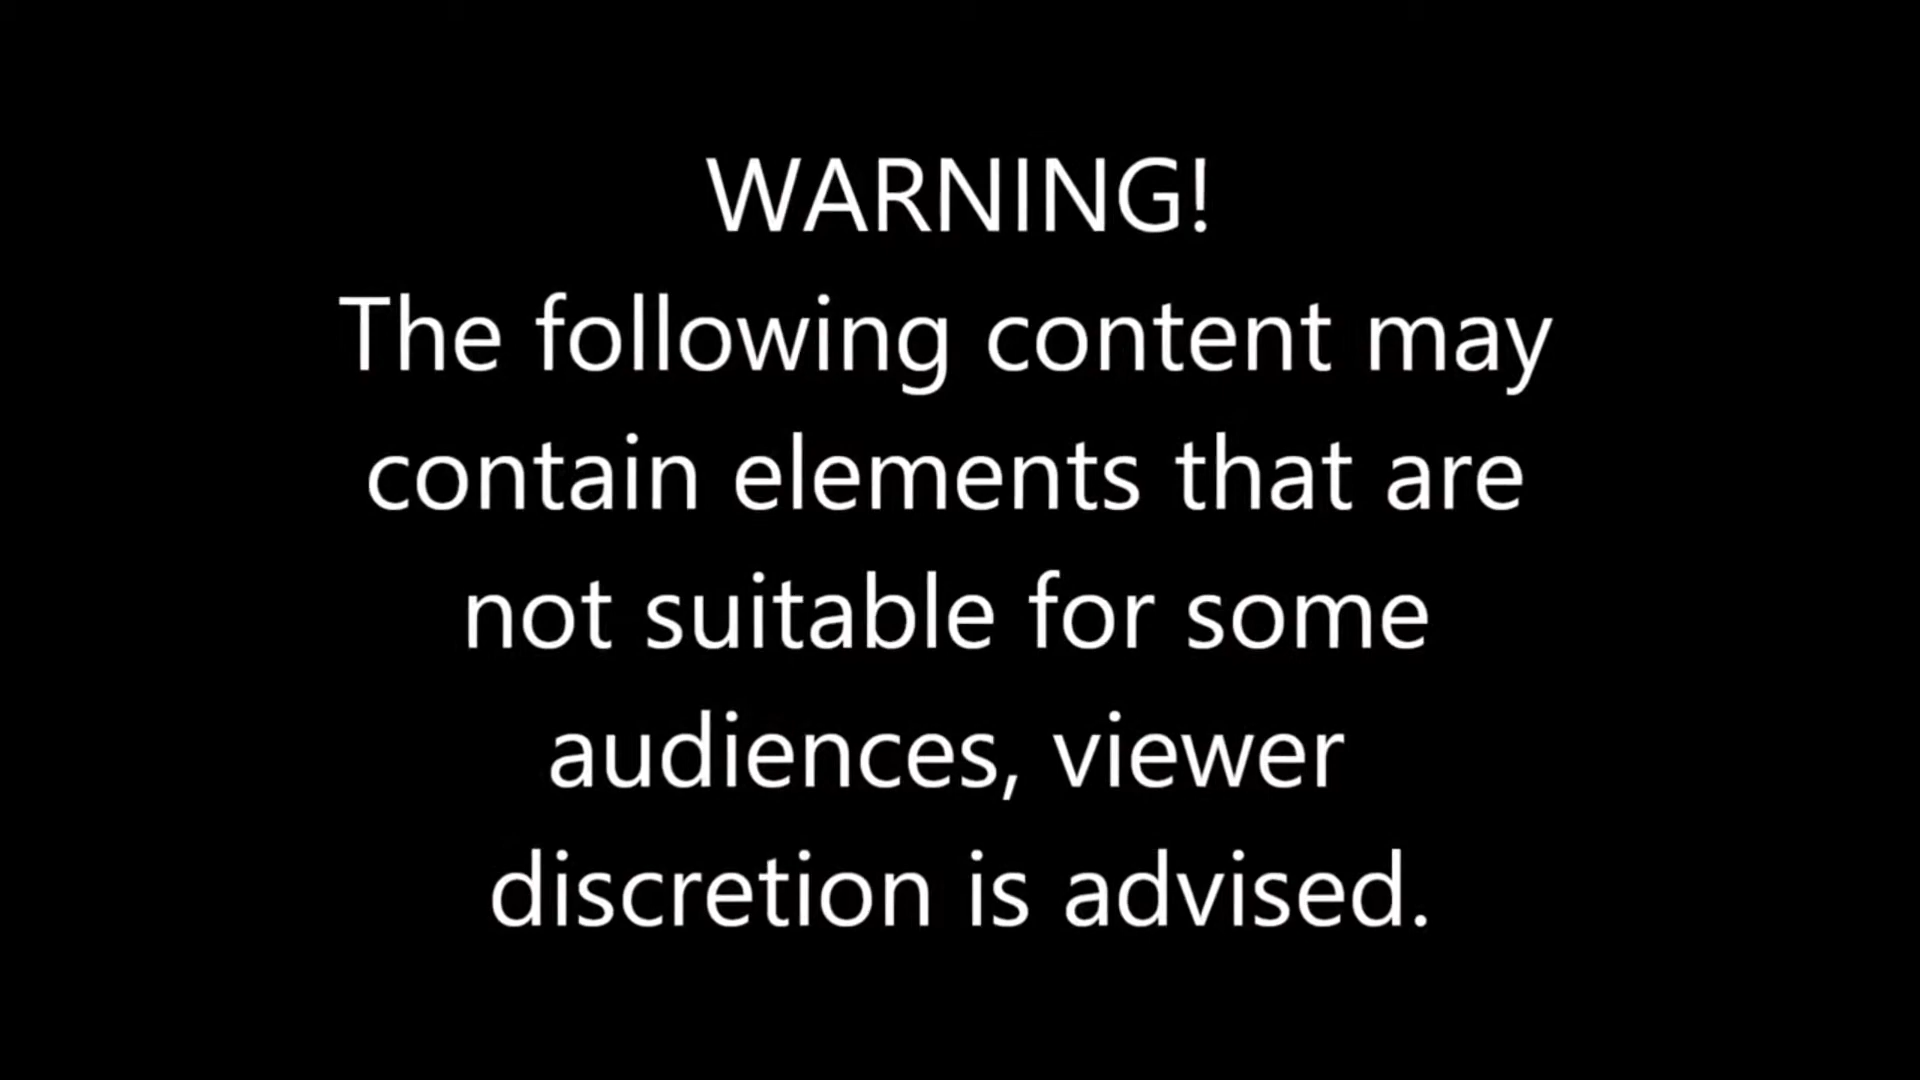 WARNING!
The following content may
contain elements that are
not suitable for some
audiences, viewer
discretion is advised.